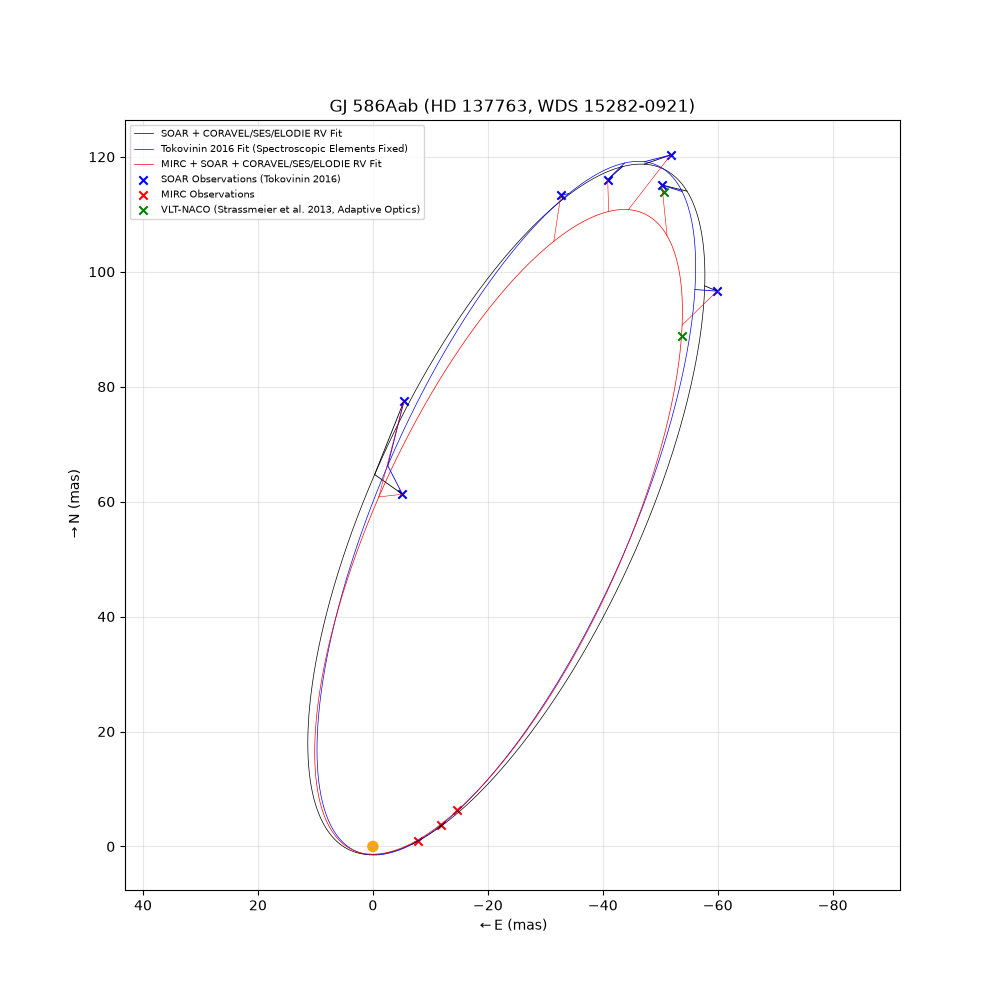 GJ 586Aab (HD 137763, WDS 15282-0921)
SOAR + CORAVEL/SES/ELODIE RV Fit
Tokovinin 2016 Fit (Spectroscopic Elements Fixed)
MIRC + SOAR + CORAVEL/SES/ELODIE RV Fit
SOAR Observations (Tokovinin 2016)
MIRC Observations
VLT-NACO (Strassmeier et al. 2013, Adaptive Optics)
120
100
80
60
40
20
0
→N (mas)
40 20 0 −20 −40 −60 −80
←E (mas)